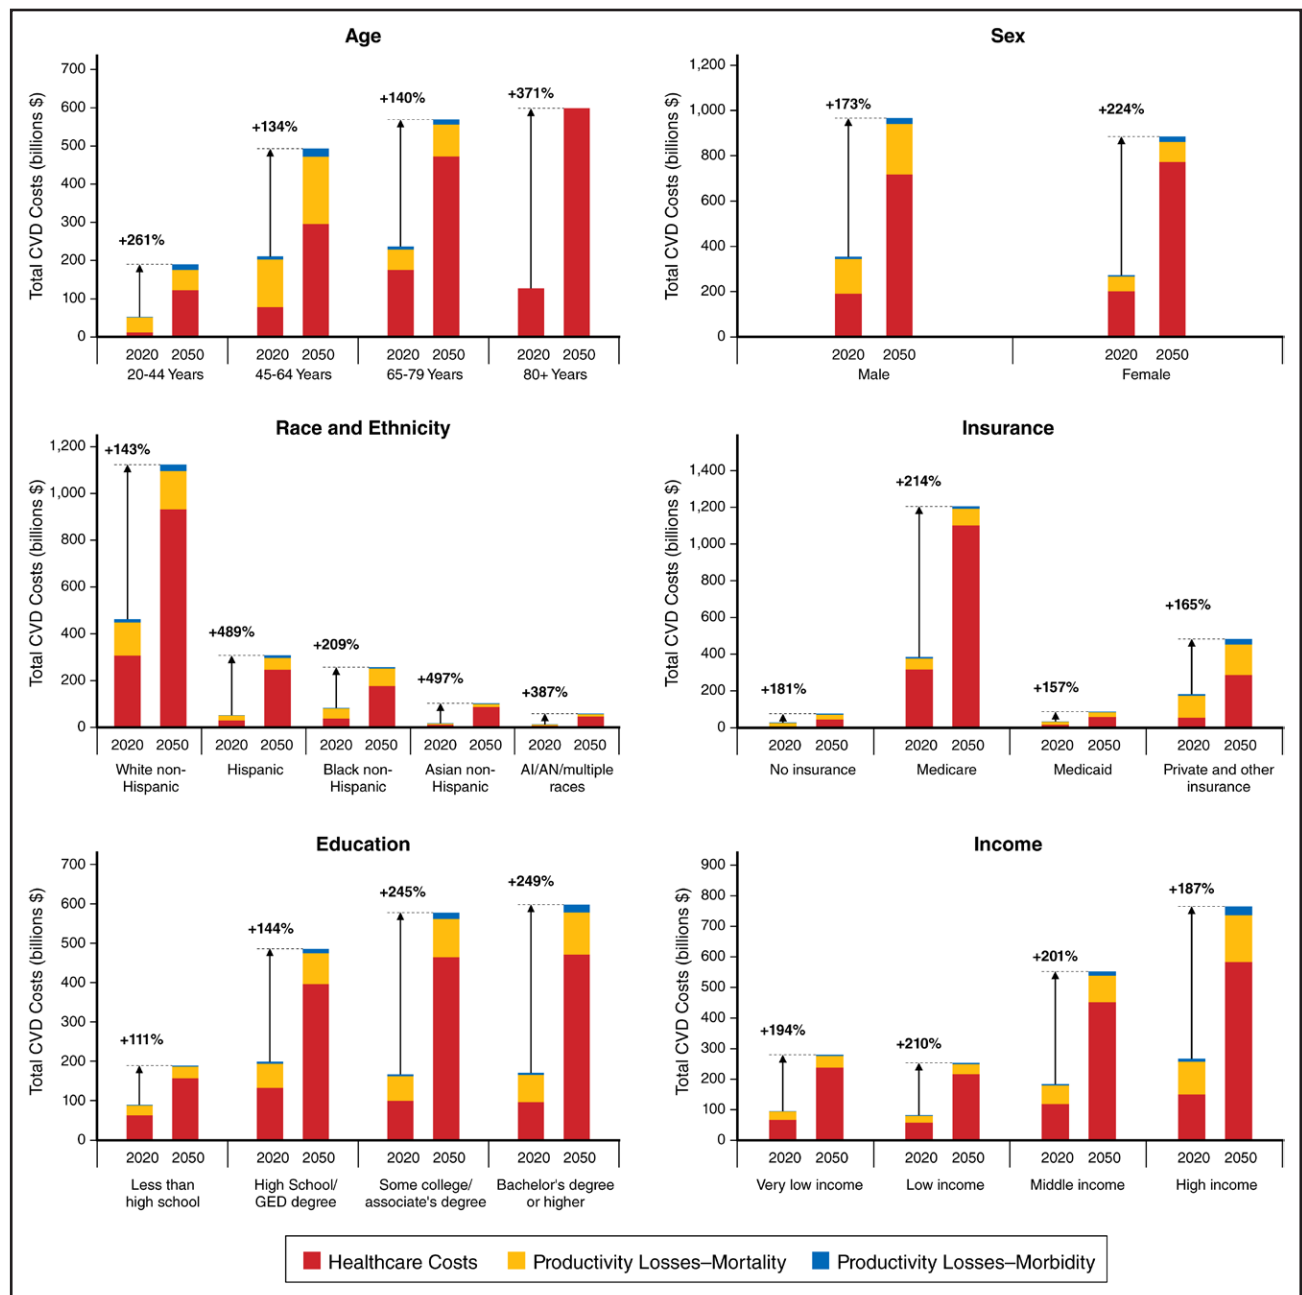 Age
Total CVD Costs (billions $)
700
600
500
400
300
200
100
0
+261%
+134%
+140%
+371%
2020 2050 2020 2050 2020 2050 2020 2050
20-44 Years 45-64 Years 65-79 Years 80+ Years
Sex
Total CVD Costs (billions $)
1,200
1,000
800
600
400
200
0
+173%
+224%
2020 2050 2020 2050
Male Female
Race and Ethnicity
Total CVD Costs (billions $)
1,200
1,000
800
600
400
200
0
+143%
+489%
+209%
+497%
+387%
2020 2050 2020 2050 2020 2050 2020 2050 2020 2050
White non- Hispanic Black non- Asian non- AI/AN/multiple
Hispanic Hispanic Hispanic races
Insurance
Total CVD Costs (billions $)
1,400
1,200
1,000
800
600
400
200
0
+181%
+214%
+157%
+165%
2020 2050 2020 2050 2020 2050 2020 2050
No insurance Medicare Medicaid Private and other
insurance
Education
Total CVD Costs (billions $)
700
600
500
400
300
200
100
0
+111%
+144%
+245%
+249%
2020 2050 2020 2050 2020 2050 2020 2050
Less than High School/ Some college/ Bachelor's degree
high school GED degree associate's degree or higher
Income
Total CVD Costs (billions $)
900
800
700
600
500
400
300
200
100
0
+194%
+210%
+201%
+187%
2020 2050 2020 2050 2020 2050 2020 2050
Very low income Low income Middle income High income
Healthcare Costs Productivity Losses–Mortality Productivity Losses–Morbidity